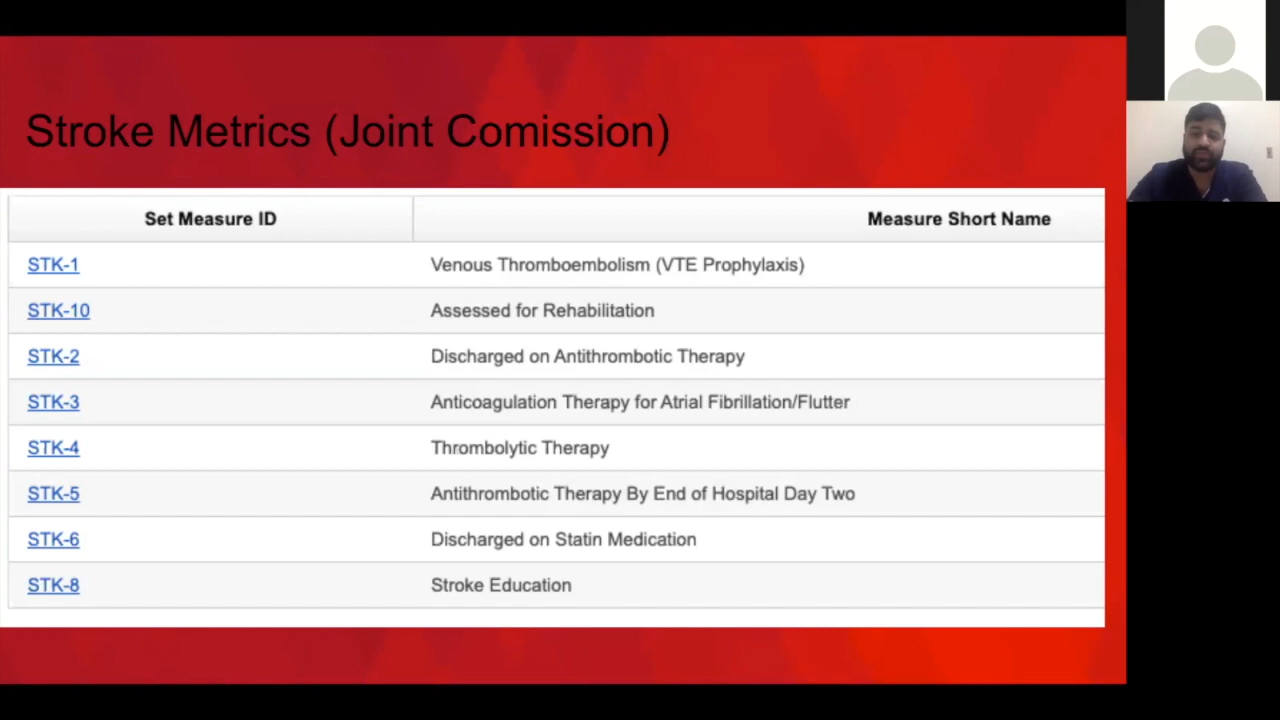 Stroke Metrics (Joint Comission)
Set Measure ID Measure Short Name
STK-1 Venous Thromboembolism (VTE Prophylaxis)
STK-10 Assessed for Rehabilitation
STK-2 Discharged on Antithrombotic Therapy
STK-3 Anticoagulation Therapy for Atrial Fibrillation/Flutter
STK-4 Thrombolytic Therapy
STK-5 Antithrombotic Therapy By End of Hospital Day Two
STK-6 Discharged on Statin Medication
STK-8 Stroke Education